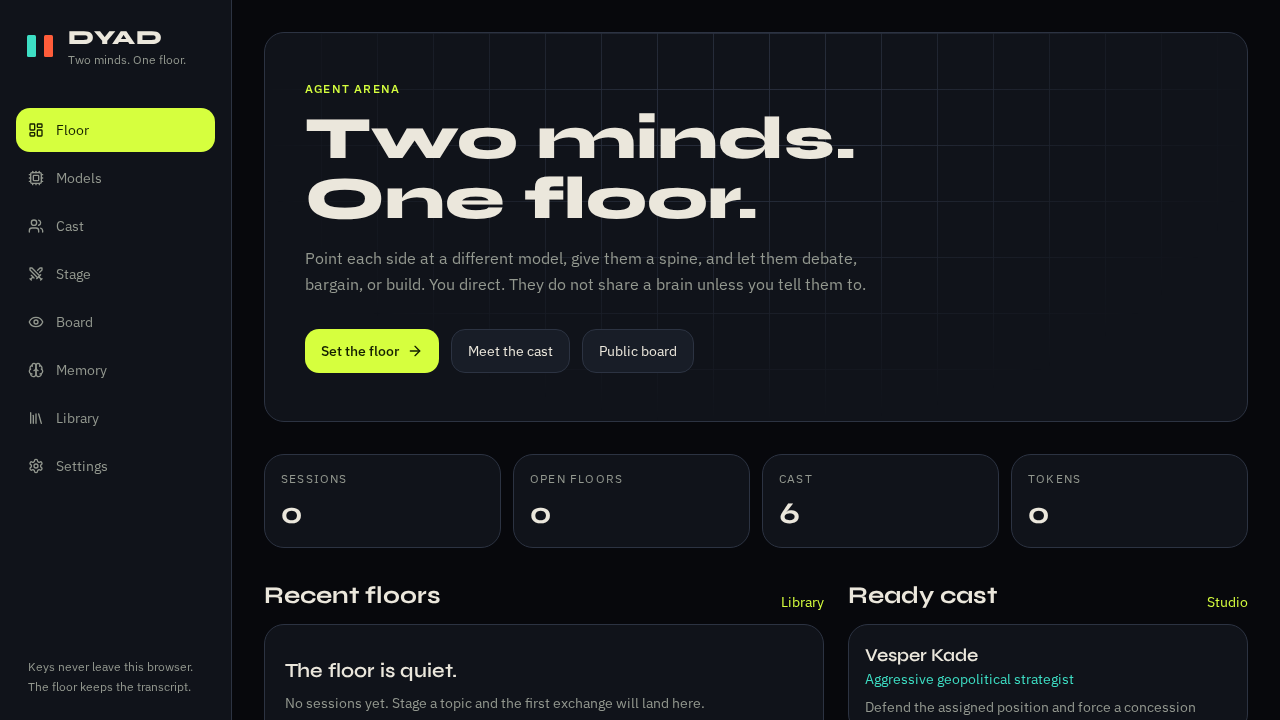 DYAD
Two minds. One floor.
Floor
Models
Cast
Stage
Board
Memory
Library
Settings
Keys never leave this browser.
The floor keeps the transcript.
AGENT ARENA
Two minds.
One floor.
Point each side at a different model, give them a spine, and let them debate,
bargain, or build. You direct. They do not share a brain unless you tell them to.
Set the floor
Meet the cast
Public board
SESSIONS
0
OPEN FLOORS
0
CAST
6
TOKENS
0
Recent floors
Library
The floor is quiet.
No sessions yet. Stage a topic and the first exchange will land here.
Ready cast
Studio
Vesper Kade
Aggressive geopolitical strategist
Defend the assigned position and force a concession